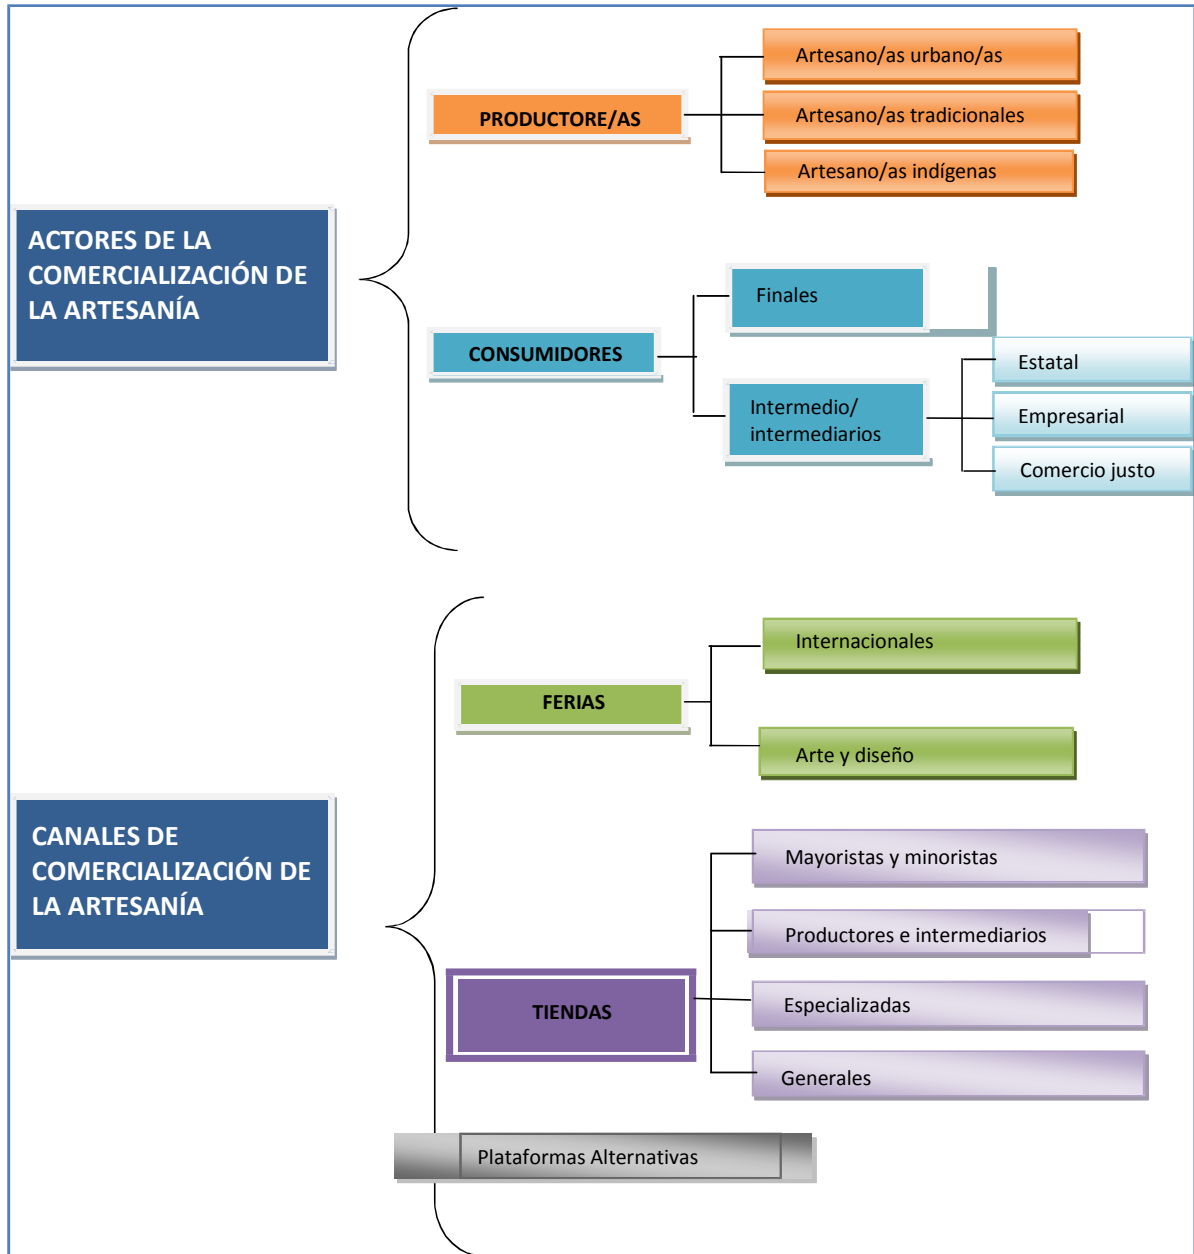 ACTORES DE LA
COMERCIALIZACIÓN DE
LA ARTESANÍA
PRODUCTORE/AS
Artesano/as urbano/as
Artesano/as tradicionales
Artesano/as indígenas
CONSUMIDORES
Finales
Intermedio/
intermediarios
Estatal
Empresarial
Comercio justo
CANALES DE
COMERCIALIZACIÓN DE
LA ARTESANÍA
FERIAS
Internacionales
Arte y diseño
TIENDAS
Mayoristas y minoristas
Productores e intermediarios
Especializadas
Generales
Plataformas Alternativas